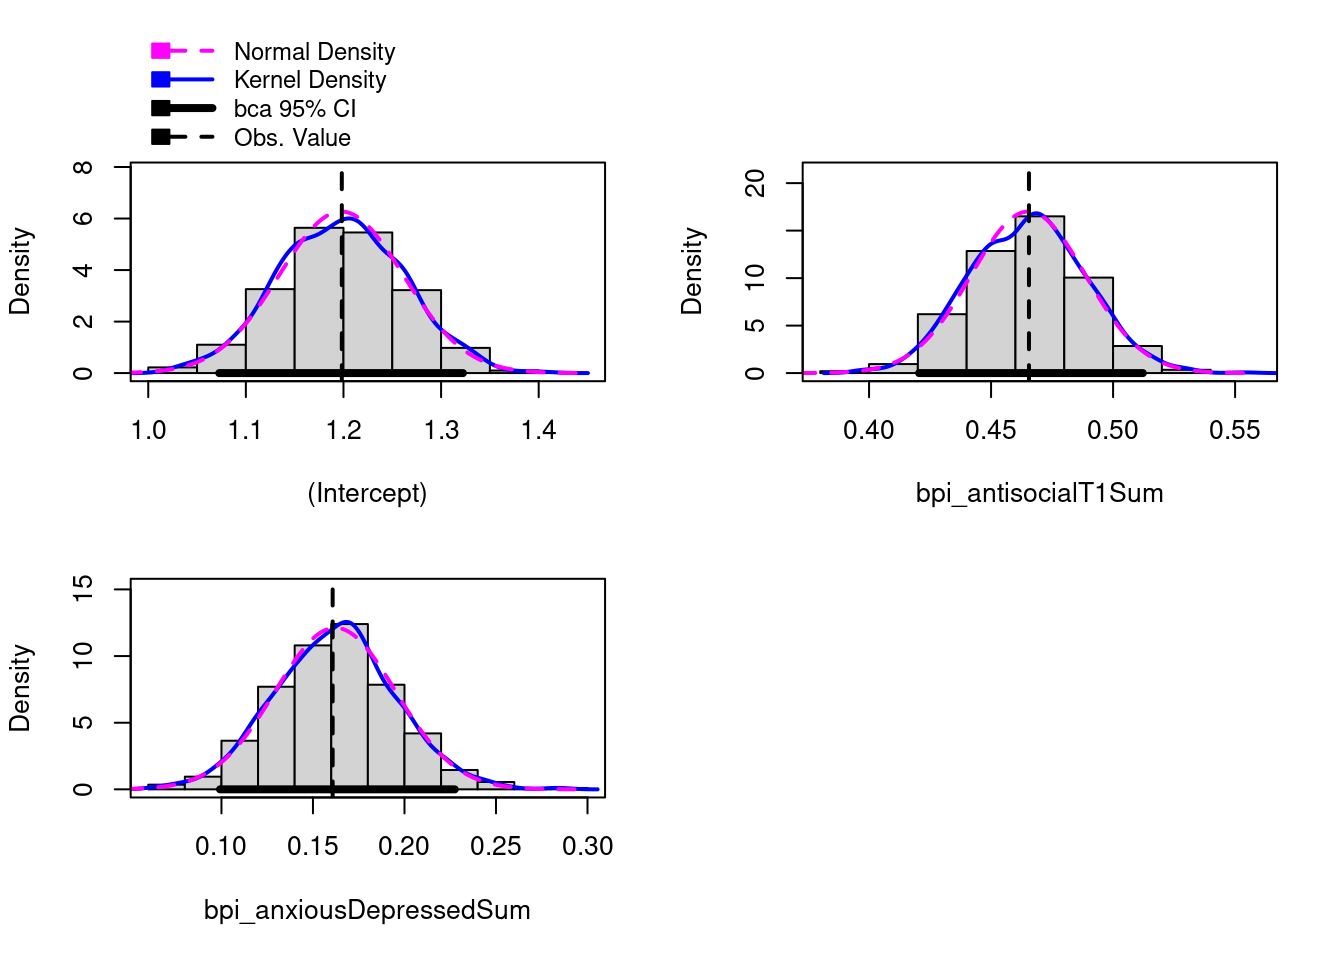 Normal Density
Kernel Density
bca 95% CI
Obs. Value
Density
0 2 4 6 8
1.0 1.1 1.2 1.3 1.4
(Intercept)
Density
0 5 10 20
0.40 0.45 0.50 0.55
bpi_antisocialT1Sum
Density
0 5 10 15
0.10 0.15 0.20 0.25 0.30
bpi_anxiousDepressedSum